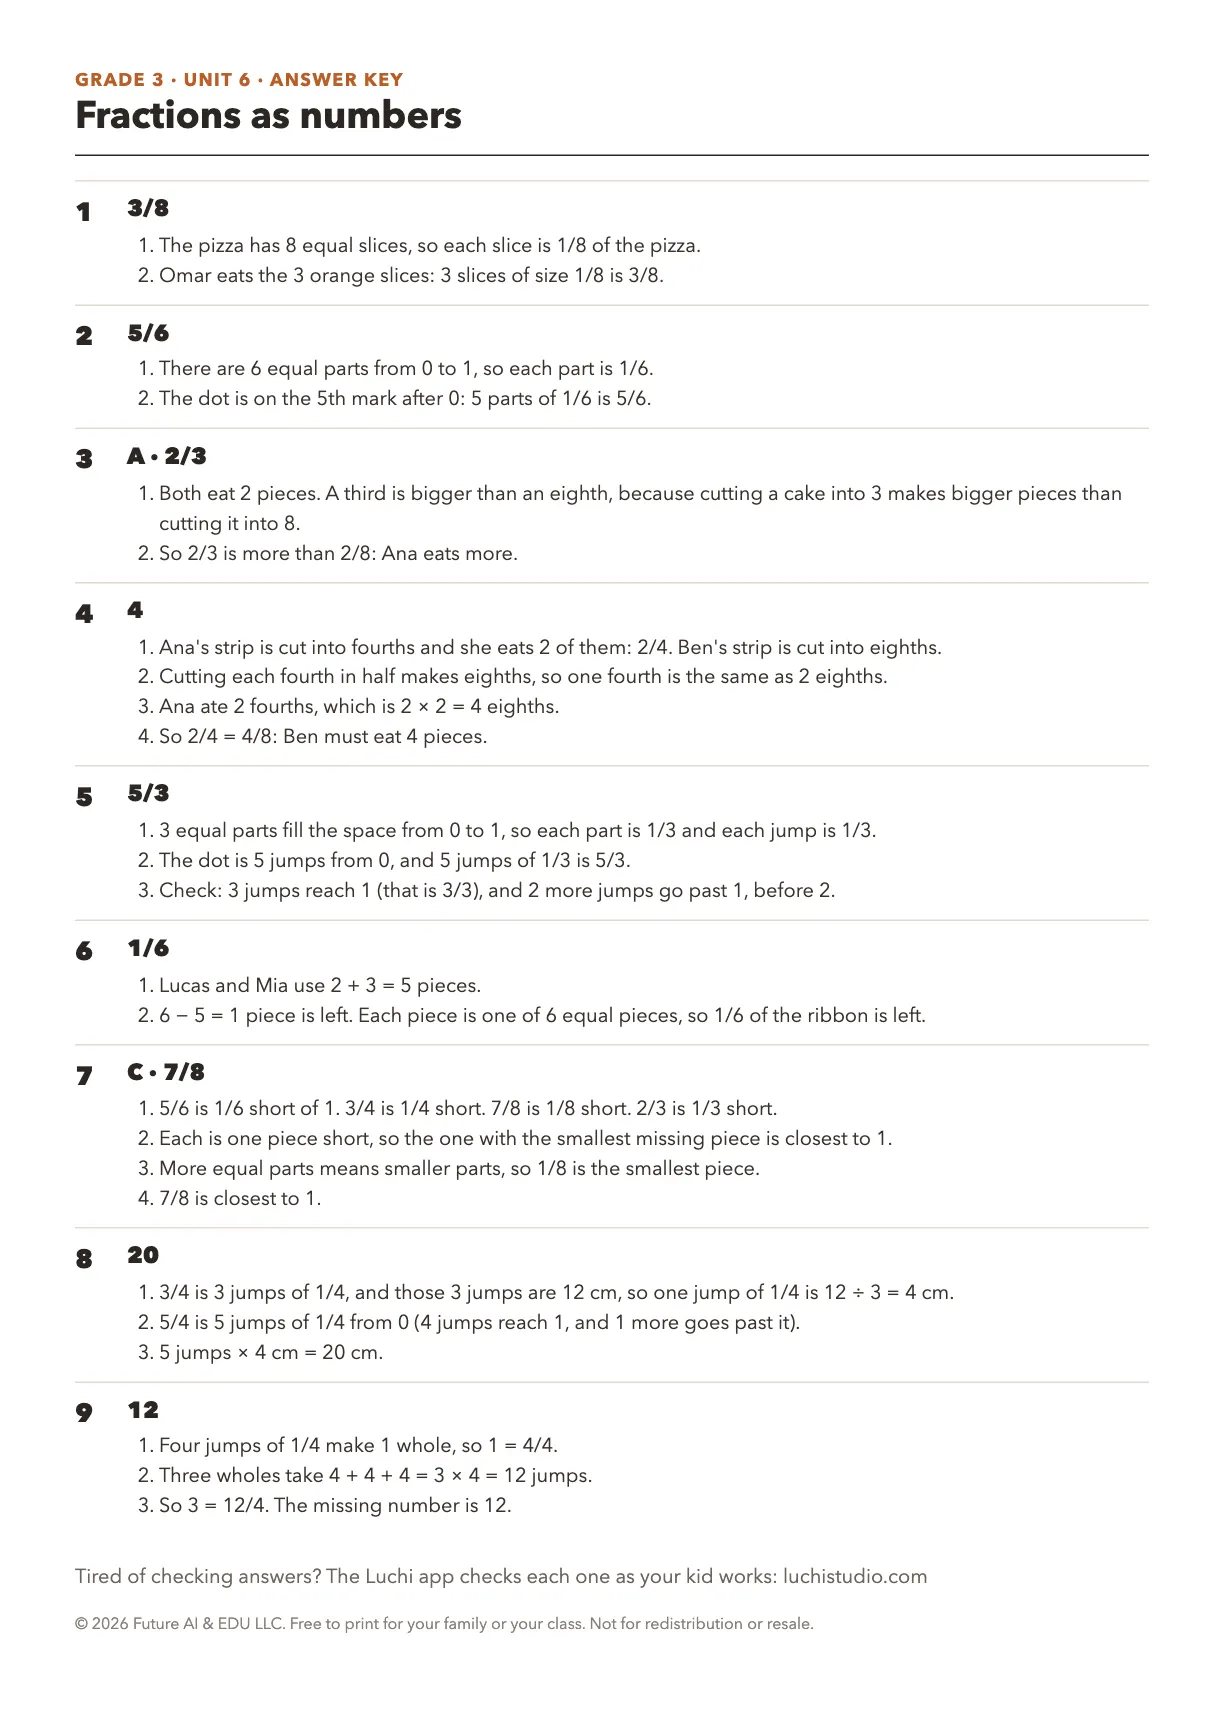 GRADE 3 · UNIT 6 · ANSWER KEY
Fractions as numbers
1 3/8
1. The pizza has 8 equal slices, so each slice is 1/8 of the pizza.
2. Omar eats the 3 orange slices: 3 slices of size 1/8 is 3/8.
2 5/6
1. There are 6 equal parts from 0 to 1, so each part is 1/6.
2. The dot is on the 5th mark after 0: 5 parts of 1/6 is 5/6.
3 A · 2/3
1. Both eat 2 pieces. A third is bigger than an eighth, because cutting a cake into 3 makes bigger pieces than
cutting it into 8.
2. So 2/3 is more than 2/8: Ana eats more.
4 4
1. Ana's strip is cut into fourths and she eats 2 of them: 2/4. Ben's strip is cut into eighths.
2. Cutting each fourth in half makes eighths, so one fourth is the same as 2 eighths.
3. Ana ate 2 fourths, which is 2 × 2 = 4 eighths.
4. So 2/4 = 4/8: Ben must eat 4 pieces.
5 5/3
1. 3 equal parts fill the space from 0 to 1, so each part is 1/3 and each jump is 1/3.
2. The dot is 5 jumps from 0, and 5 jumps of 1/3 is 5/3.
3. Check: 3 jumps reach 1 (that is 3/3), and 2 more jumps go past 1, before 2.
6 1/6
1. Lucas and Mia use 2 + 3 = 5 pieces.
2. 6 − 5 = 1 piece is left. Each piece is one of 6 equal pieces, so 1/6 of the ribbon is left.
7 C · 7/8
1. 5/6 is 1/6 short of 1. 3/4 is 1/4 short. 7/8 is 1/8 short. 2/3 is 1/3 short.
2. Each is one piece short, so the one with the smallest missing piece is closest to 1.
3. More equal parts means smaller parts, so 1/8 is the smallest piece.
4. 7/8 is closest to 1.
8 20
1. 3/4 is 3 jumps of 1/4, and those 3 jumps are 12 cm, so one jump of 1/4 is 12 ÷ 3 = 4 cm.
2. 5/4 is 5 jumps of 1/4 from 0 (4 jumps reach 1, and 1 more goes past it).
3. 5 jumps × 4 cm = 20 cm.
9 12
1. Four jumps of 1/4 make 1 whole, so 1 = 4/4.
2. Three wholes take 4 + 4 + 4 = 3 × 4 = 12 jumps.
3. So 3 = 12/4. The missing number is 12.
Tired of checking answers? The Luchi app checks each one as your kid works: luchistudio.com
© 2026 Future AI & EDU LLC. Free to print for your family or your class. Not for redistribution or resale.